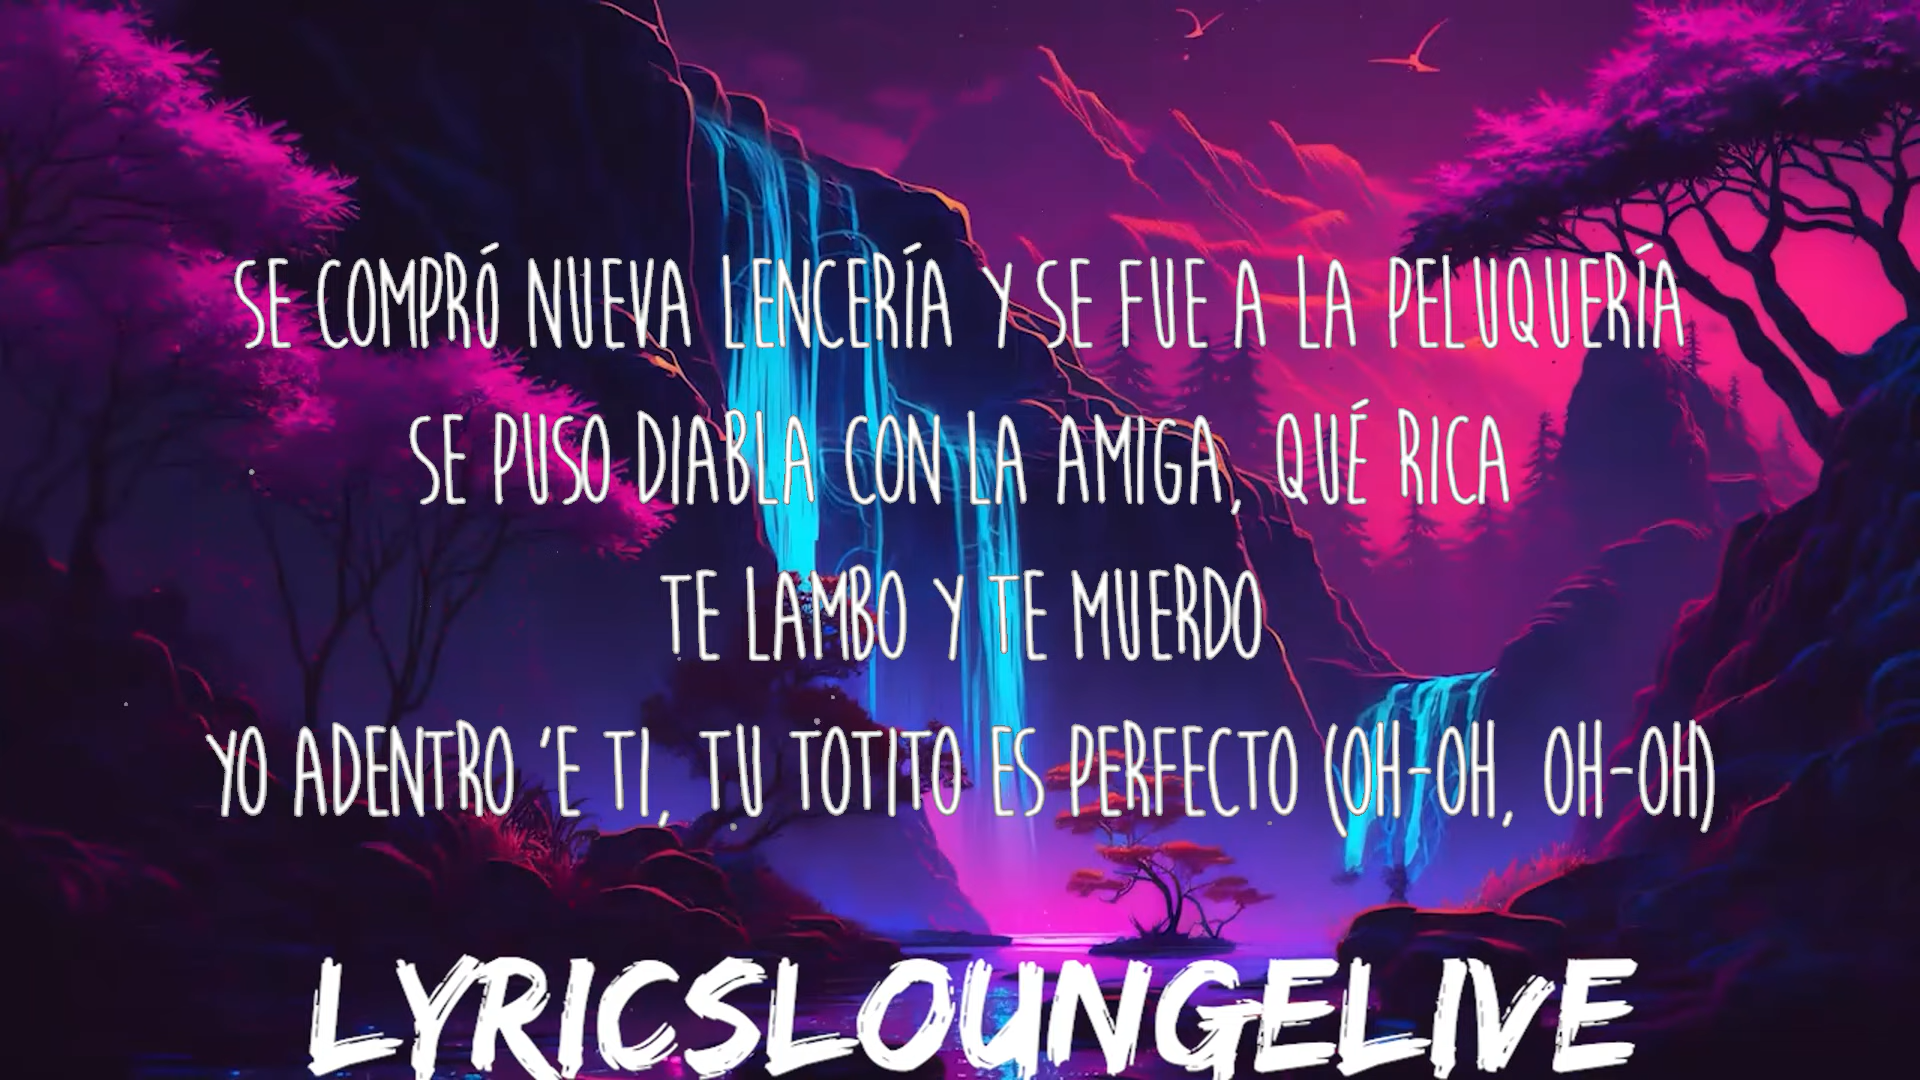 SE COMPRÓ NUEVA LENCERÍA Y SE FUE A LA PELUQUERÍA
SE PUSO DIABLA CON LA AMIGA, QUÉ RICA
TE LAMBO Y TE MUERDO
YO ADENTRO 'E TI, TU TOTITO ES PERFECTO (OH-OH, OH-OH)
LYRICSLOUNGELIVE